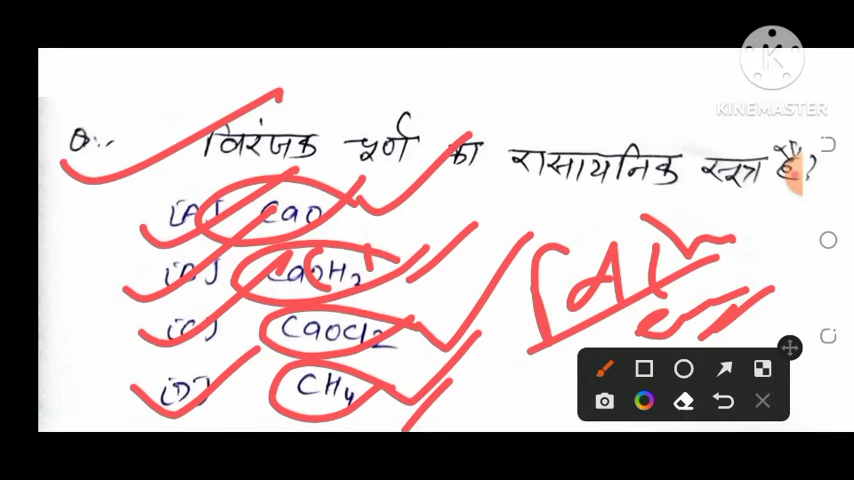 KINEMASTER
Q:- विरंजक चूर्ण का रासायनिक सूत्र है?
(A) CaO
(B) CaOH2
(C) CaOCl2
(D) CH4